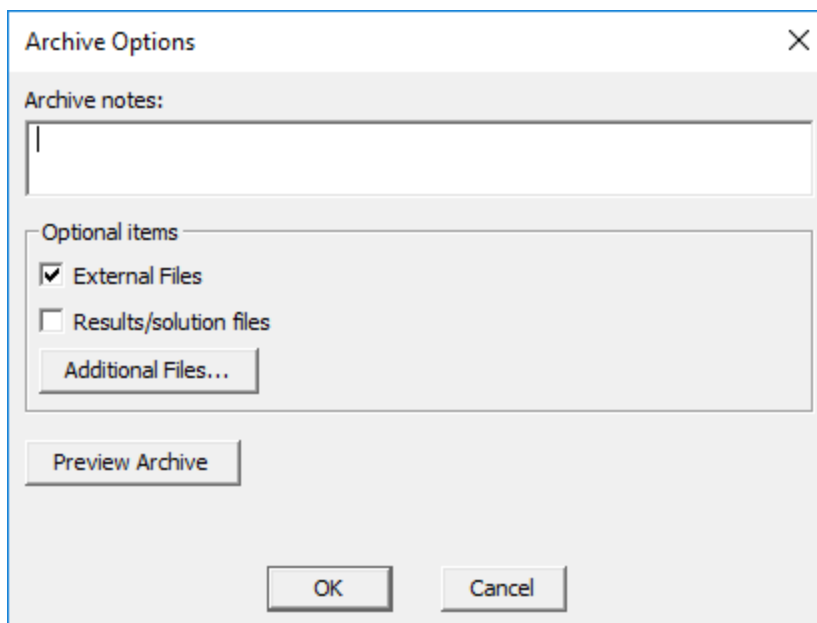 Archive Options
Archive notes:
Optional items
External Files
Results/solution files
Additional Files...
Preview Archive
OK
Cancel